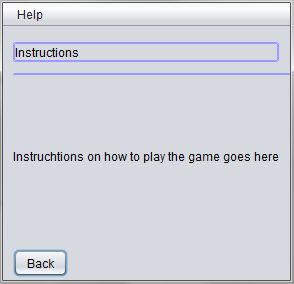 Help
Instructions
Instruchtions on how to play the game goes here
Back